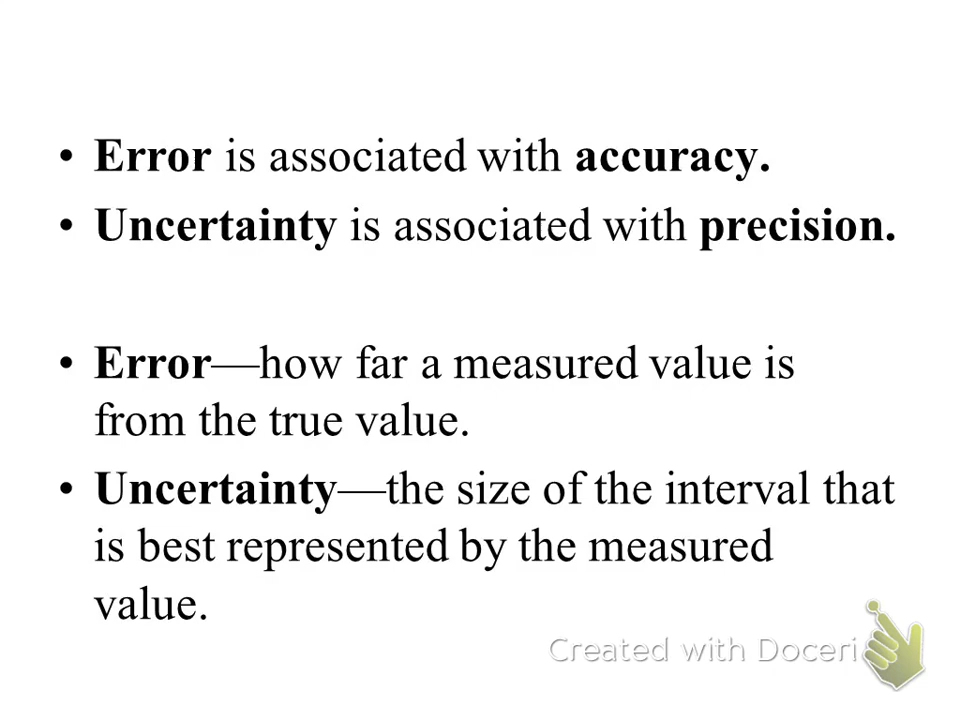 • Error is associated with accuracy.
• Uncertainty is associated with precision.
• Error—how far a measured value is
from the true value.
• Uncertainty—the size of the interval that
is best represented by the measured
value.
Created with Doceri